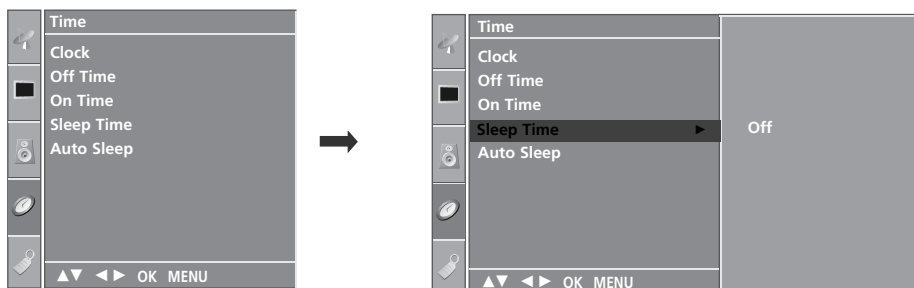 Time
Clock
Off Time
On Time
Sleep Time
Auto Sleep
▲▼ ◄► OK MENU
Time
Clock
Off Time
On Time
Sleep Time ►
Auto Sleep
▲▼ ◄► OK MENU
Off